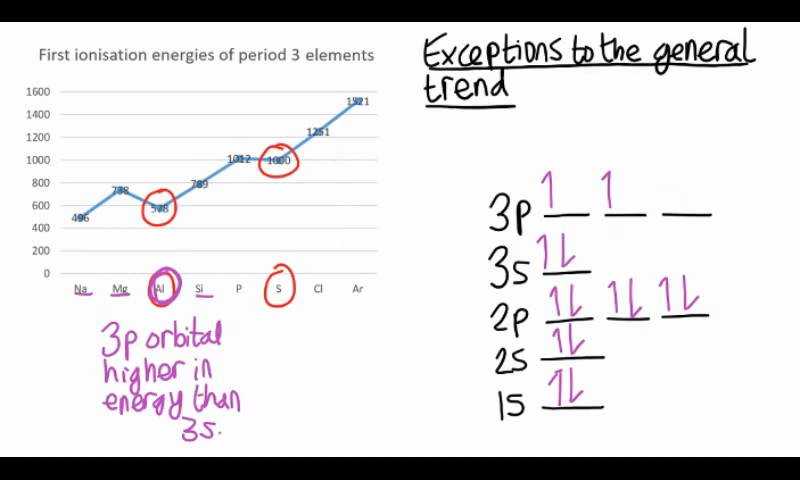 First ionisation energies of period 3 elements
Exceptions to the general
trend
1600
1400
1200
1000
800
600
400
200
0
496
738
578
789
1012
1000
1251
1521
Na Mg Al Si P S Cl Ar
3p orbital
higher in
energy than
3s.
3p
3s
2p
2s
1s